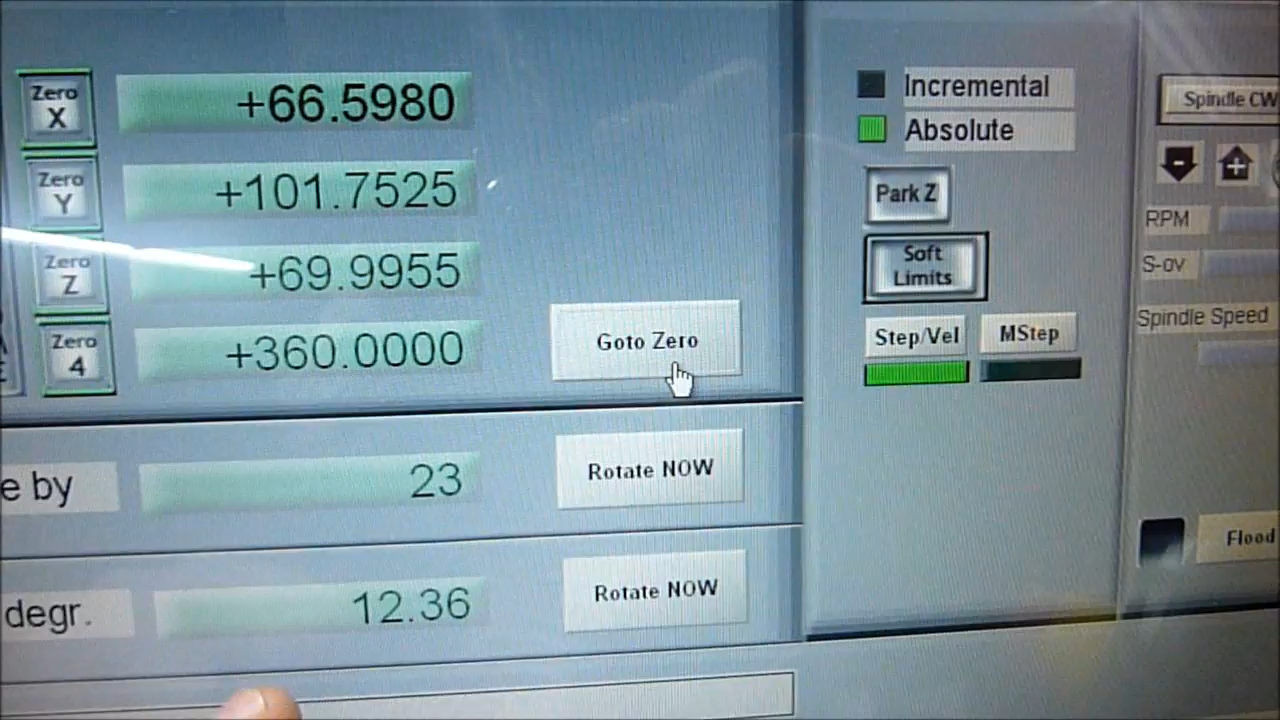 Zero X
+66.5980
Zero Y
+101.7525
Zero Z
+69.9955
Zero 4
+360.0000
Goto Zero
e by
23
Rotate NOW
degr.
12.36
Rotate NOW
Incremental
Absolute
Park Z
Soft
Limits
Step/Vel
MStep
Spindle CW
RPM
S-ov
Spindle Speed
Flood